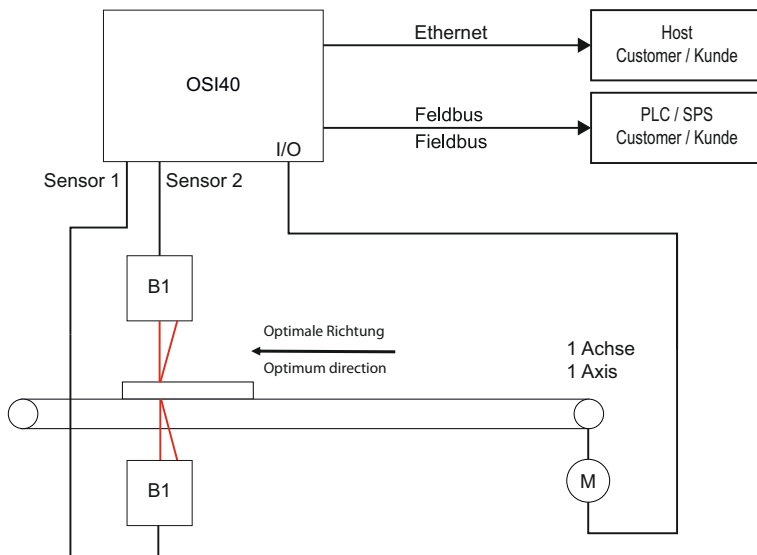 Ethernet
Host
Customer / Kunde
OSI40
Feldbus
Fieldbus
PLC / SPS
Customer / Kunde
I/O
Sensor 1
Sensor 2
B1
Optimale Richtung
Optimum direction
1 Achse
1 Axis
B1
M